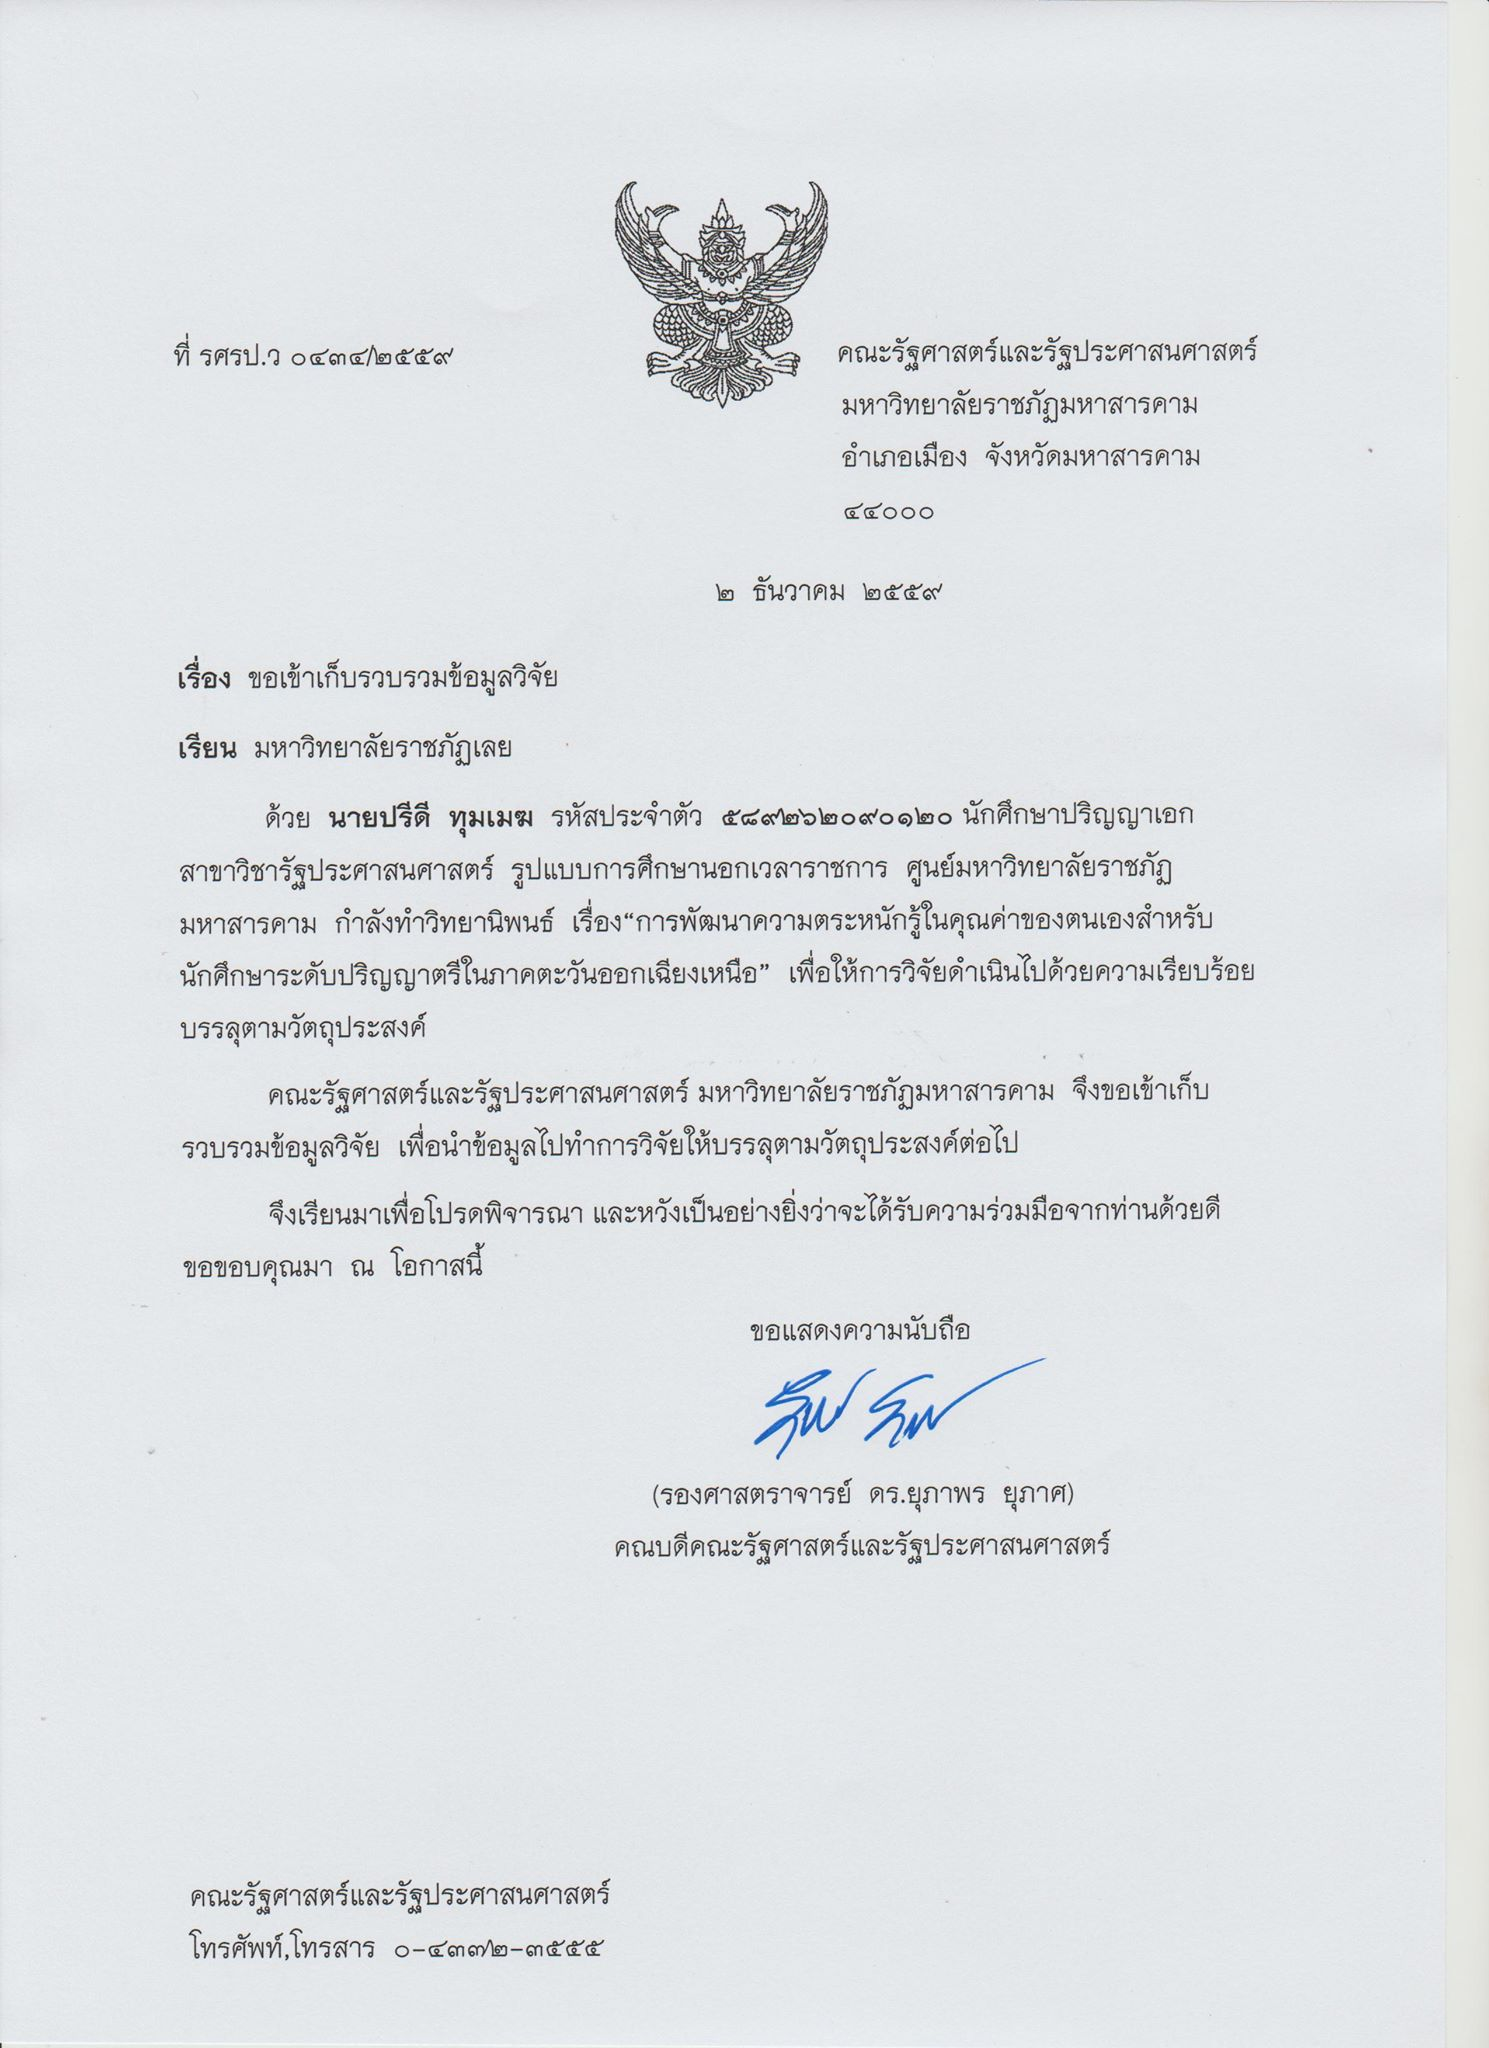 ที่ รศรป.ว ๐๔๓๔/๒๕๕๙
คณะรัฐศาสตร์และรัฐประศาสนศาสตร์
มหาวิทยาลัยราชภัฏมหาสารคาม
อำเภอเมือง จังหวัดมหาสารคาม
๔๔๐๐๐
๒ ธันวาคม ๒๕๕๙
เรื่อง ขอเข้าเก็บรวบรวมข้อมูลวิจัย
เรียน มหาวิทยาลัยราชภัฏเลย
ด้วย นายปรีดี ทุมเมฆ รหัสประจำตัว ๕๘๙๒๖๒๐๙๐๑๒๐ นักศึกษาปริญญาเอก
สาขาวิชารัฐประศาสนศาสตร์ รูปแบบการศึกษานอกเวลาราชการ ศูนย์มหาวิทยาลัยราชภัฏ
มหาสารคาม กำลังทำวิทยานิพนธ์ เรื่อง“การพัฒนาความตระหนักรู้ในคุณค่าของตนเองสำหรับ
นักศึกษาระดับปริญญาตรีในภาคตะวันออกเฉียงเหนือ” เพื่อให้การวิจัยดำเนินไปด้วยความเรียบร้อย
บรรลุตามวัตถุประสงค์
คณะรัฐศาสตร์และรัฐประศาสนศาสตร์ มหาวิทยาลัยราชภัฏมหาสารคาม จึงขอเข้าเก็บ
รวบรวมข้อมูลวิจัย เพื่อนำข้อมูลไปทำการวิจัยให้บรรลุตามวัตถุประสงค์ต่อไป
จึงเรียนมาเพื่อโปรดพิจารณา และหวังเป็นอย่างยิ่งว่าจะได้รับความร่วมมือจากท่านด้วยดี
ขอขอบคุณมา ณ โอกาสนี้
ขอแสดงความนับถือ
(รองศาสตราจารย์ ดร.ยุภาพร ยุภาศ)
คณบดีคณะรัฐศาสตร์และรัฐประศาสนศาสตร์
คณะรัฐศาสตร์และรัฐประศาสนศาสตร์
โทรศัพท์,โทรสาร ๐-๔๓๗๒-๓๕๕๕